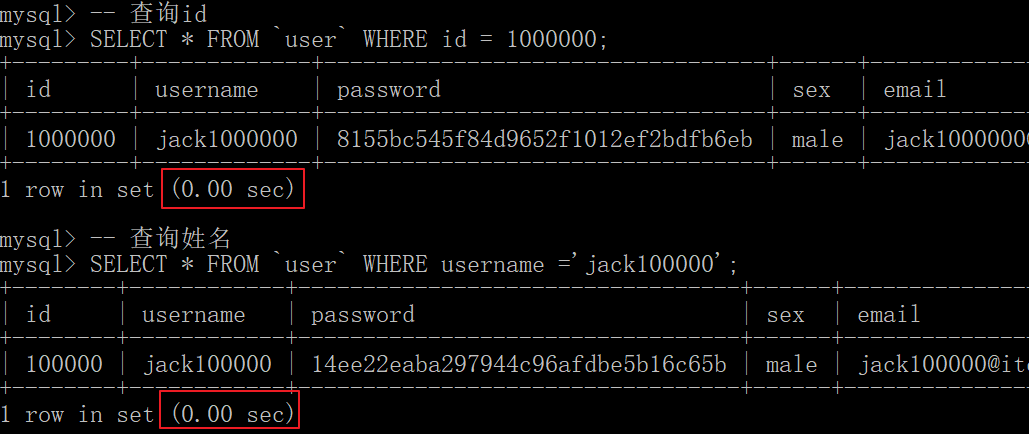 mysql> -- 查询id
mysql> SELECT * FROM `user` WHERE id = 1000000;
+---------+-------------+----------------------------------+------+----------
| id | username | password | sex | email
+---------+-------------+----------------------------------+------+----------
| 1000000 | jack1000000 | 8155bc545f84d9652f1012ef2bdfb6eb | male | jack1000000
+---------+-------------+----------------------------------+------+----------
1 row in set (0.00 sec)
mysql> -- 查询姓名
mysql> SELECT * FROM `user` WHERE username ='jack100000';
+--------+------------+----------------------------------+------+------------
| id | username | password | sex | email
+--------+------------+----------------------------------+------+------------
| 100000 | jack100000 | 14ee22eaba297944c96afdbe5b16c65b | male | jack100000@itc
+--------+------------+----------------------------------+------+------------
1 row in set (0.00 sec)